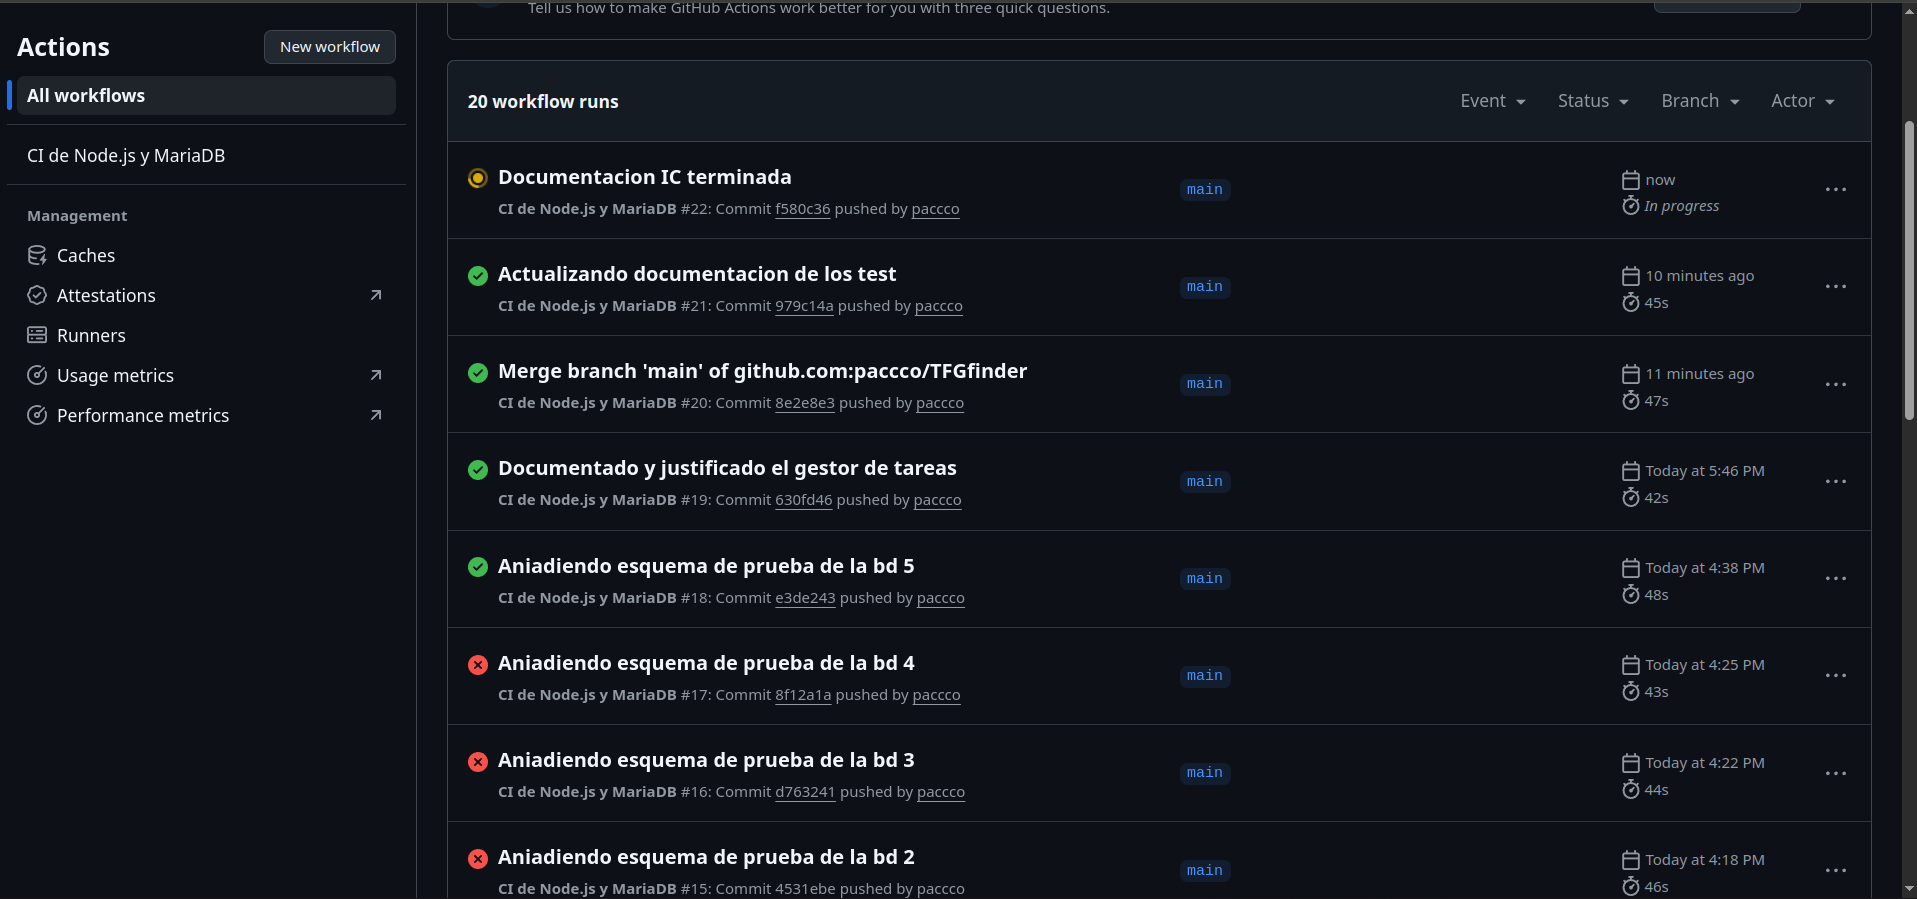 Tell us how to make GitHub Actions work better for you with three quick questions.
Actions
New workflow
All workflows
CI de Node.js y MariaDB
Management
Caches
Attestations
Runners
Usage metrics
Performance metrics
20 workflow runs
Event Status Branch Actor
Documentacion IC terminada
CI de Node.js y MariaDB #22: Commit f580c36 pushed by paccco
main
now
In progress
Actualizando documentacion de los test
CI de Node.js y MariaDB #21: Commit 979c14a pushed by paccco
main
10 minutes ago
45s
Merge branch 'main' of github.com:paccco/TFGfinder
CI de Node.js y MariaDB #20: Commit 8e2e8e3 pushed by paccco
main
11 minutes ago
47s
Documentado y justificado el gestor de tareas
CI de Node.js y MariaDB #19: Commit 630fd46 pushed by paccco
main
Today at 5:46 PM
42s
Aniadiendo esquema de prueba de la bd 5
CI de Node.js y MariaDB #18: Commit e3de243 pushed by paccco
main
Today at 4:38 PM
48s
Aniadiendo esquema de prueba de la bd 4
CI de Node.js y MariaDB #17: Commit 8f12a1a pushed by paccco
main
Today at 4:25 PM
43s
Aniadiendo esquema de prueba de la bd 3
CI de Node.js y MariaDB #16: Commit d763241 pushed by paccco
main
Today at 4:22 PM
44s
Aniadiendo esquema de prueba de la bd 2
CI de Node.js y MariaDB #15: Commit 4531ebe pushed by paccco
main
Today at 4:18 PM
46s